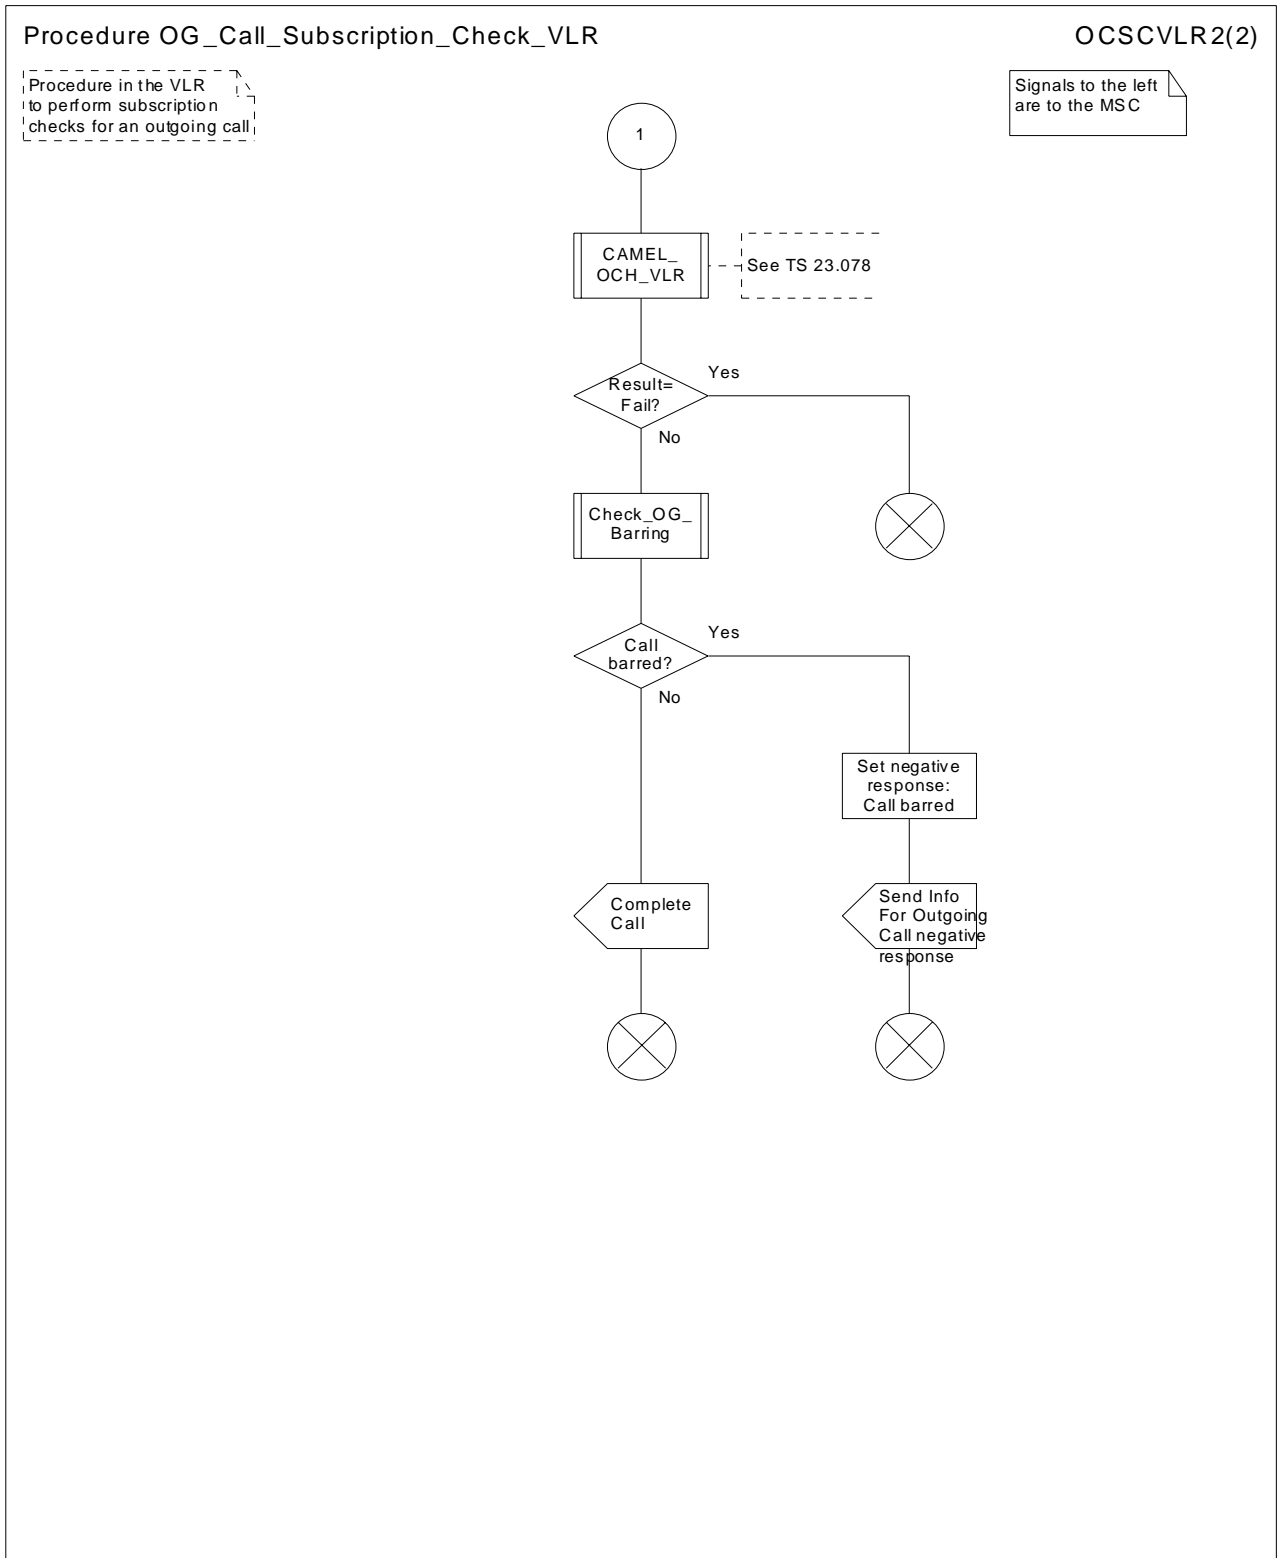 Procedure OG_Call_Subscription_Check_VLR
OCSCVLR2(2)
Procedure in the VLR
to perform subscription
checks for an outgoing call
Signals to the left
are to the MSC
1
CAMEL_
OCH_VLR
See TS 23.078
Result=
Fail?
Yes
No
Check_OG_
Barring
Call
barred?
Yes
No
Set negative
response:
Call barred
Complete
Call
Send Info
For Outgoing
Call negative
response